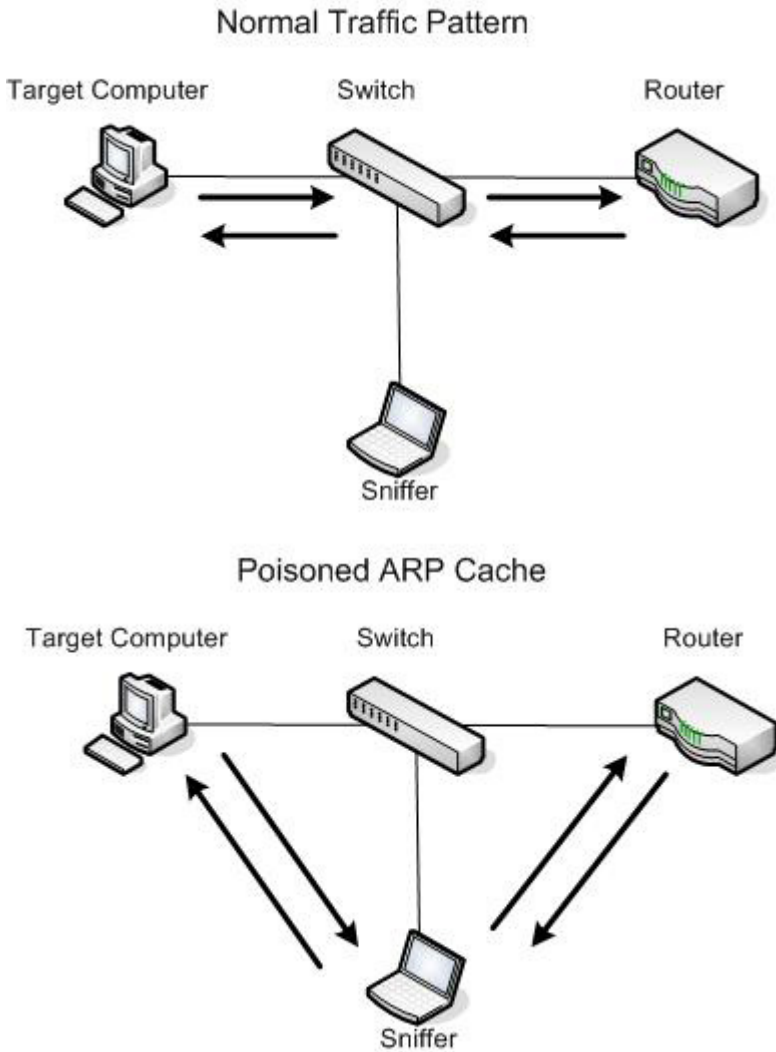 Normal Traffic Pattern
Target Computer
Switch
Router
Sniffer
Poisoned ARP Cache
Target Computer
Switch
Router
Sniffer